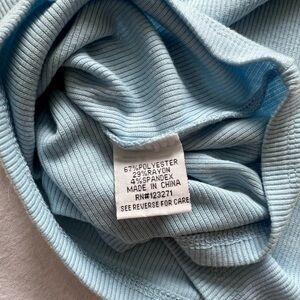 67%POLYESTER
29%RAYON
4%SPANDEX
MADE IN CHINA
RN#123271
SEE REVERSE FOR CARE